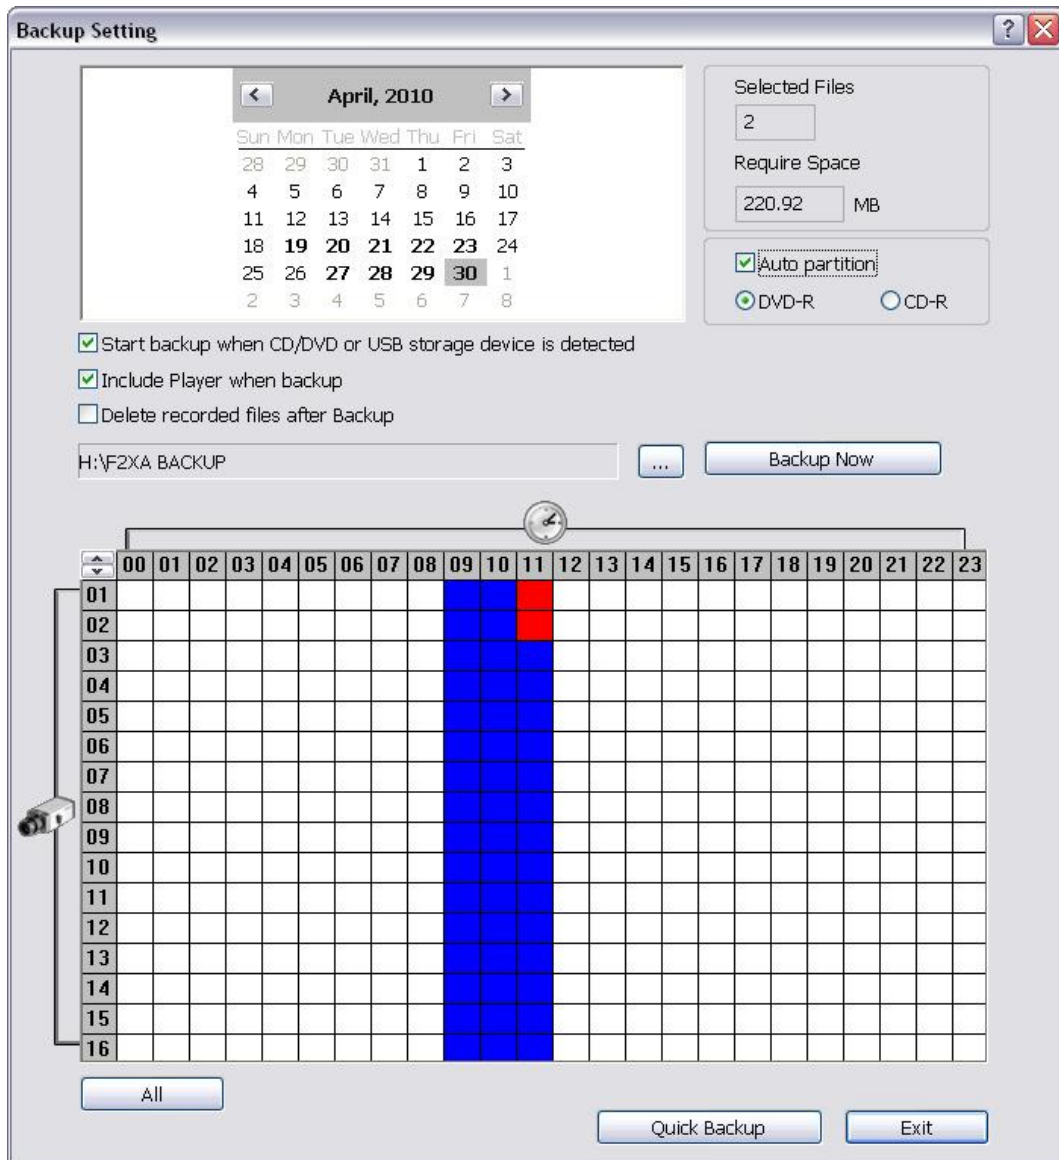 Backup Setting
April, 2010
Sun Mon Tue Wed Thu Fri Sat
28 29 30 31 1 2 3
4 5 6 7 8 9 10
11 12 13 14 15 16 17
18 19 20 21 22 23 24
25 26 27 28 29 30 1
2 3 4 5 6 7 8
Selected Files
2
Require Space
220.92 MB
Auto partition
DVD-R CD-R
Start backup when CD/DVD or USB storage device is detected
Include Player when backup
Delete recorded files after Backup
H:\F2XA BACKUP
...
Backup Now
00 01 02 03 04 05 06 07 08 09 10 11 12 13 14 15 16 17 18 19 20 21 22 23
01
02
03
04
05
06
07
08
09
10
11
12
13
14
15
16
All
Quick Backup
Exit